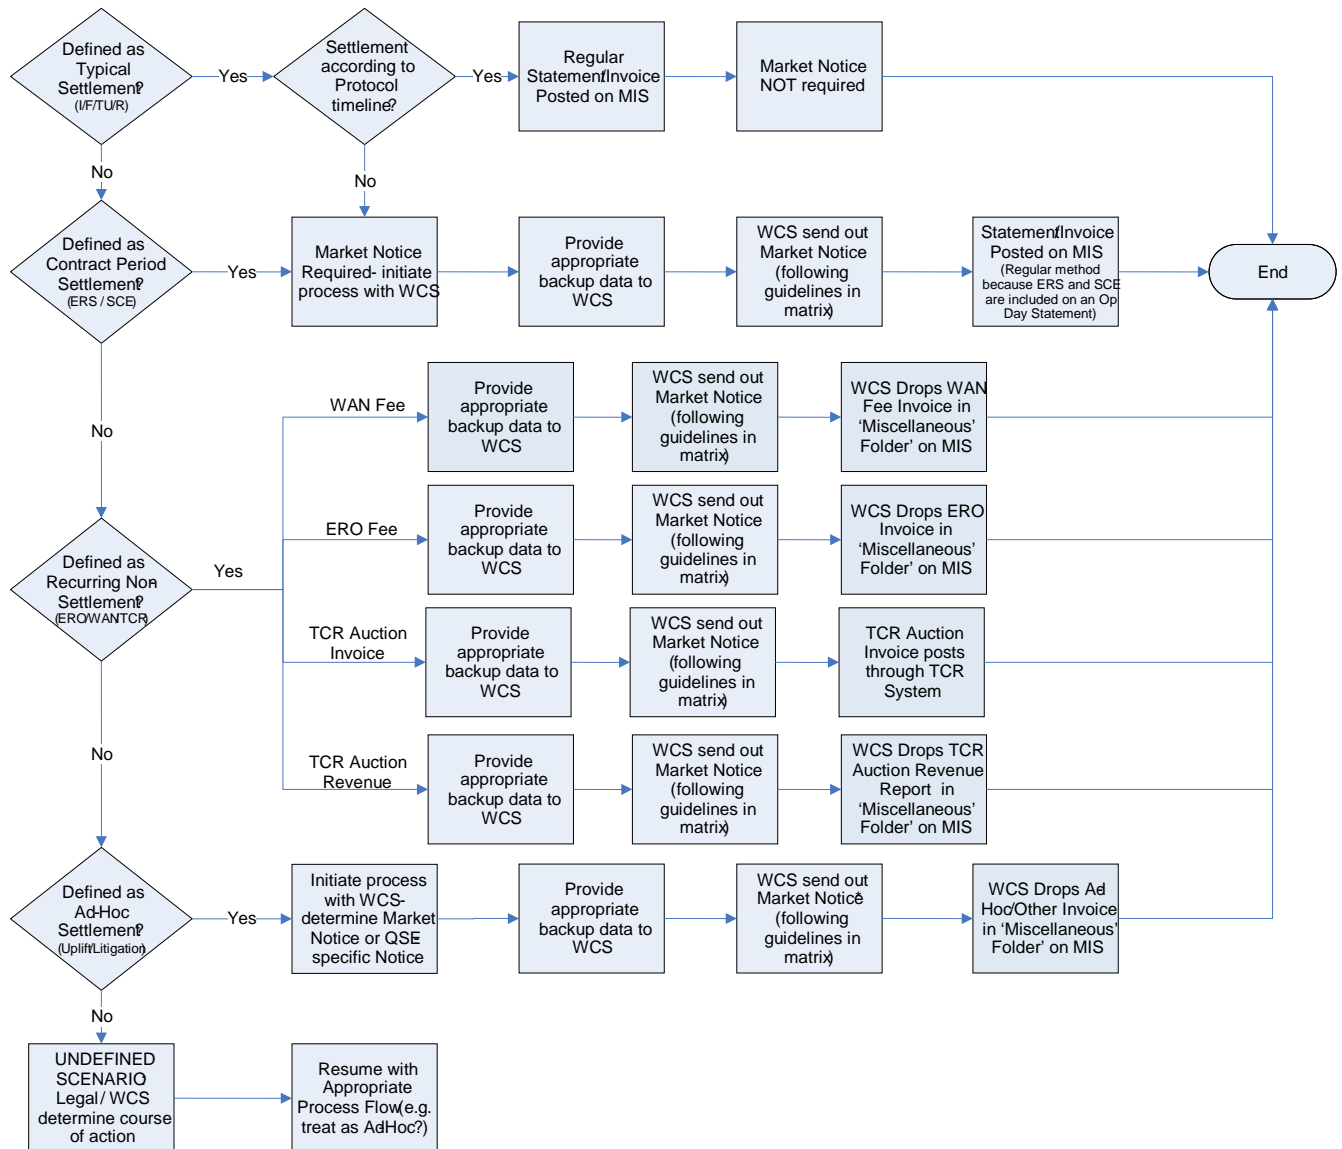 Defined as
Typical
Settlement?
(I/F/TU/R)
Yes
Settlement
according to
Protocol
timeline?
Yes
Regular
Statement/Invoice
Posted on MIS
Market Notice
NOT required
No
No
Defined as
Contract Period
Settlement?
(ERS / SCE)
Yes
Market Notice
Required- initiate
process with WCS
Provide
appropriate
backup data to
WCS
WCS send out
Market Notice
(following
guidelines in
matrix)
Statement/Invoice
Posted on MIS
(Regular method
because ERS and SCE
are included on an Op
Day Statement)
End
No
WAN Fee
Provide
appropriate
backup data to
WCS
WCS send out
Market Notice
(following
guidelines in
matrix)
WCS Drops WAN
Fee Invoice in
‘Miscellaneous’
Folder’ on MIS
ERO Fee
Provide
appropriate
backup data to
WCS
WCS send out
Market Notice
(following
guidelines in
matrix)
WCS Drops ERO
Invoice in
‘Miscellaneous’
Folder’ on MIS
Defined as
Recurring Non-
Settlement?
(ERO/WAN/TCR)
Yes
TCR Auction
Invoice
Provide
appropriate
backup data to
WCS
WCS send out
Market Notice
(following
guidelines in
matrix)
TCR Auction
Invoice posts
through TCR
System
No
TCR Auction
Revenue
Provide
appropriate
backup data to
WCS
WCS send out
Market Notice
(following
guidelines in
matrix)
WCS Drops TCR
Auction Revenue
Report in
‘Miscellaneous’
Folder’ on MIS
Defined as
Ad-Hoc
Settlement?
(Uplift/Litigation)
Yes
Initiate process
with WCS-
determine Market
Notice or QSE
specific Notice
Provide
appropriate
backup data to
WCS
WCS send out
Market Notice*
(following
guidelines in
matrix)
WCS Drops Ad-
Hoc/Other Invoice
in ‘Miscellaneous’
Folder’ on MIS
No
UNDEFINED
SCENARIO:
Legal / WCS
determine course
of action
Resume with
Appropriate
Process Flow(e.g.
treat as Ad-Hoc?)